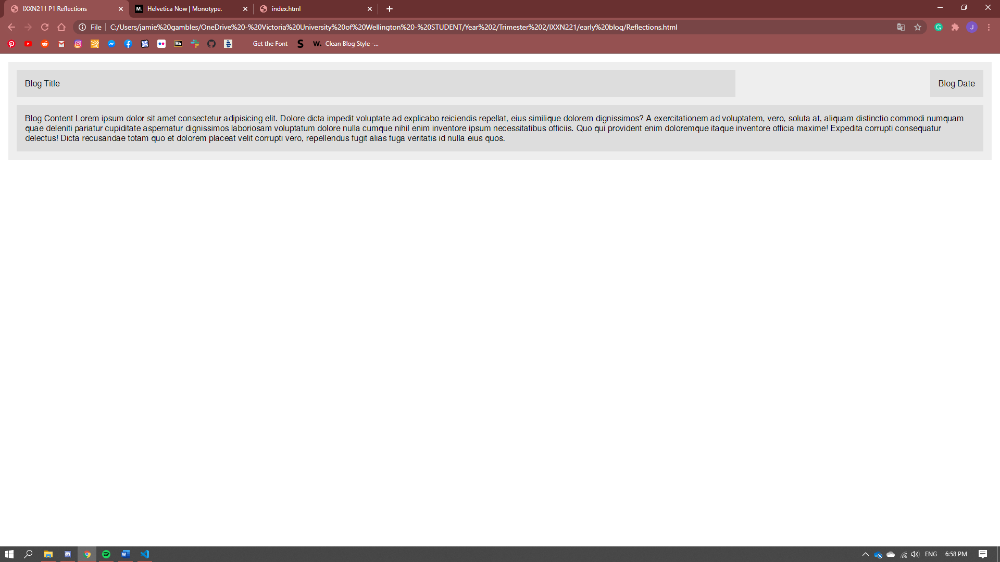 IXXN211 P1 Reflections
M. Helvetica Now | Monotype.
index.html
File C:/Users/jamie%20gambles/OneDrive%20-%20Victoria%20University%20of%20Wellington%20-%20STUDENT/Year%202/Trimester%202/IXXN221/early%20blog/Reflections.html
J
Bb
Get the Font
S
W. Clean Blog Style -...
Blog Title
Blog Date
Blog Content Lorem ipsum dolor sit amet consectetur adipisicing elit. Dolore dicta impedit voluptate ad explicabo reiciendis repellat, eius similique dolorem dignissimos? A exercitationem ad voluptatem, vero, soluta at, aliquam distinctio commodi numquam
quae deleniti pariatur cupiditate aspernatur dignissimos laboriosam voluptatum dolore nulla cumque nihil enim inventore ipsum necessitatibus officiis. Quo qui provident enim doloremque itaque inventore officia maxime! Expedita corrupti consequatur
delectus! Dicta recusandae totam quo et dolorem placeat velit corrupti vero, repellendus fugit alias fuga veritatis id nulla eius quos.
W
ENG
6:58 PM